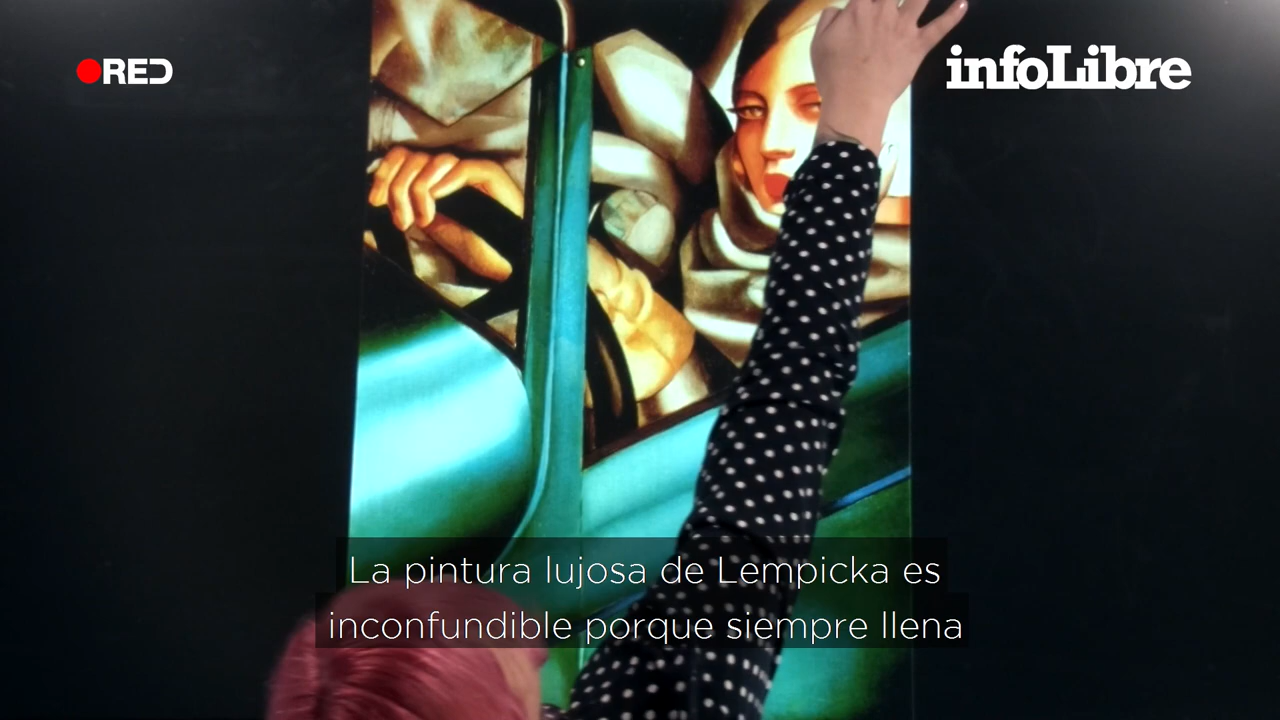 RED
infoLibre
La pintura lujosa de Lempicka es
inconfundible porque siempre llena